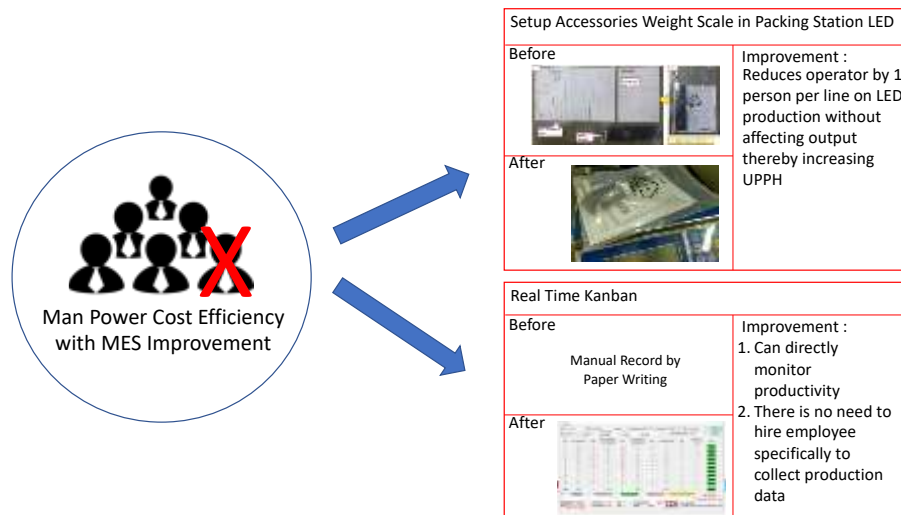 Setup Accessories Weight Scale in Packing Station LED
Before
Improvement :
Reduces operator by 1
person per line on LED
production without
affecting output
thereby increasing
UPPH
After
Man Power Cost Efficiency
with MES Improvement
Real Time Kanban
Before
Manual Record by
Paper Writing
Improvement :
1. Can directly
monitor
productivity
2. There is no need to
hire employee
specifically to
collect production
data
After